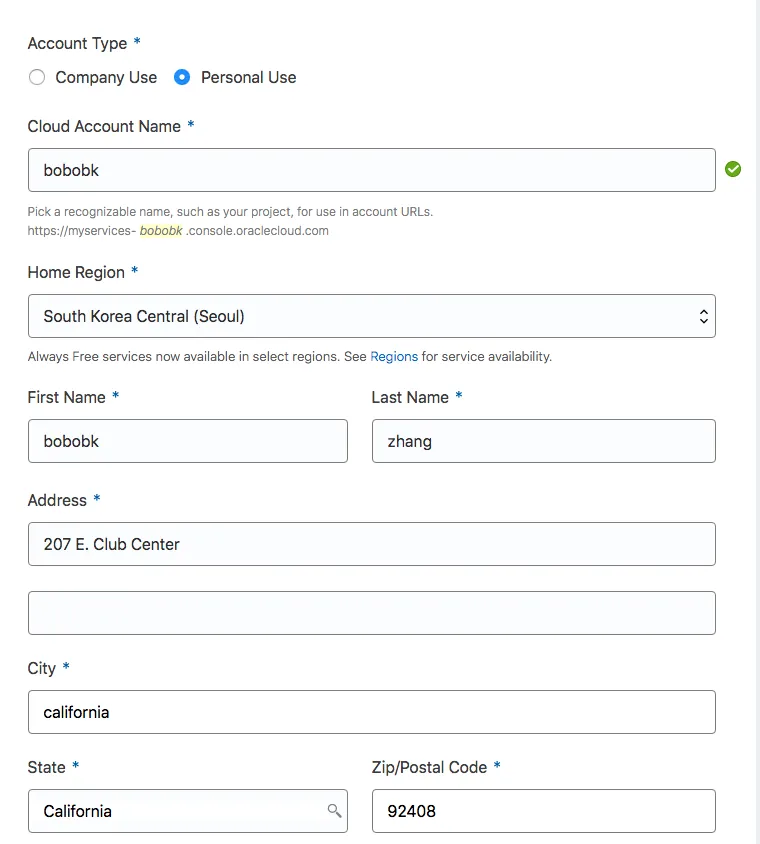 Account Type *
Company Use Personal Use
Cloud Account Name *
bobobk
Pick a recognizable name, such as your project, for use in account URLs.
https://myservices- bobobk .console.oraclecloud.com
Home Region *
South Korea Central (Seoul)
Always Free services now available in select regions. See Regions for service availability.
First Name * Last Name *
bobobk zhang
Address *
207 E. Club Center
City *
california
State * Zip/Postal Code *
California 92408